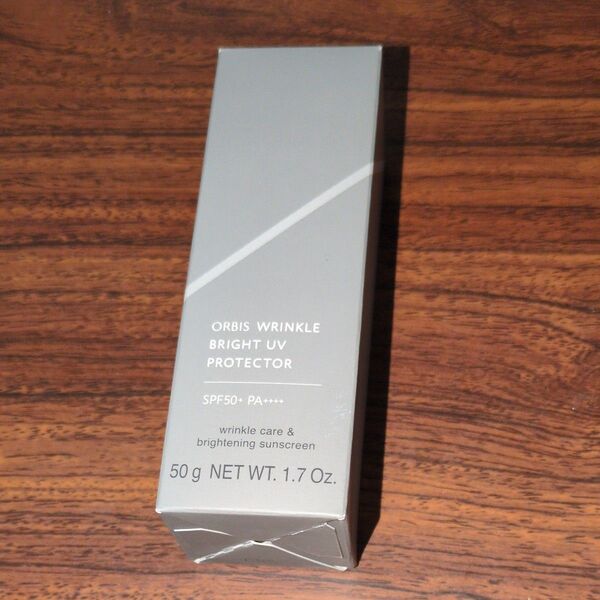 ORBIS WRINKLE
BRIGHT UV
PROTECTOR
SPF50+ PA++++
wrinkle care &
brightening sunscreen
50 g NET WT. 1.7 Oz.